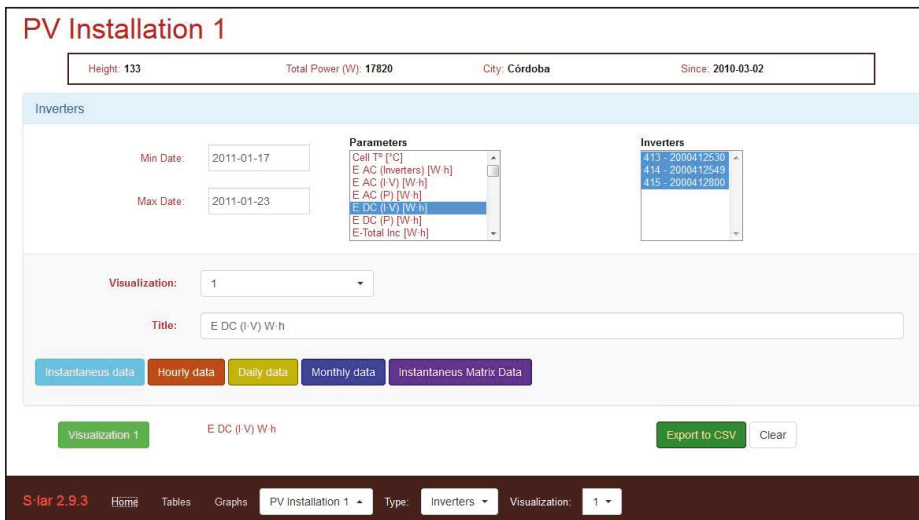 PV Installation 1
Height: 133 Total Power (W): 17820 City: Córdoba Since: 2010-03-02
Inverters
Parameters Inverters
Min Date: 2011-01-17
Max Date: 2011-01-23
Cell Tº [°C]
E AC (Inverters) [W·h]
E AC (I·V) [W·h]
E AC (P) [W·h]
E DC (I·V) [W·h]
E DC (P) [W·h]
E-Total Inc [W·h]
413 - 2000412530
414 - 2000412549
415 - 2000412800
Visualization: 1
Title: E DC (I·V) W·h
Instantaneus data Hourly data Daily data Monthly data Instantaneus Matrix Data
Visualization 1 E DC (I·V) W·h Export to CSV Clear
S·lar 2.9.3 Home Tables Graphs PV Installation 1 Type: Inverters Visualization: 1